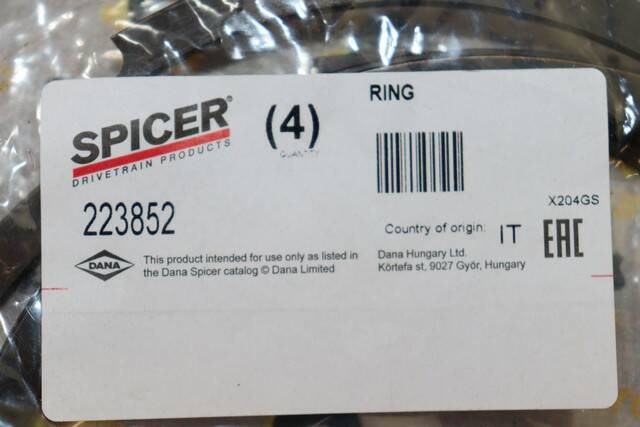 SPICER®
DRIVETRAIN PRODUCTS
(4)
QUANTITY
RING
223852
X204GS
Country of origin: IT
EAC
DANA
This product intended for use only as listed in
the Dana Spicer catalog © Dana Limited
Dana Hungary Ltd.
Körtefa st, 9027 Győr, Hungary